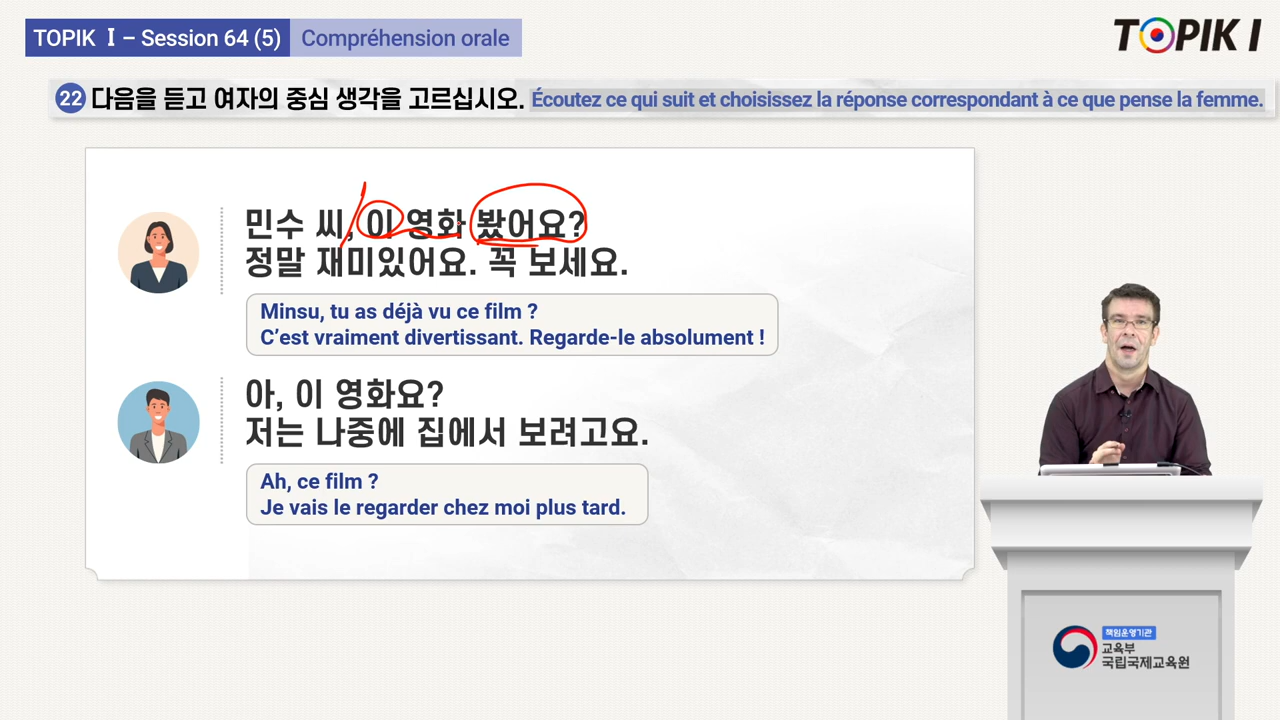 TOPIK Ⅰ – Session 64 (5) Compréhension orale
TOPIK I
22 다음을 듣고 여자의 중심 생각을 고르십시오. Écoutez ce qui suit et choisissez la réponse correspondant à ce que pense la femme.
민수 씨, 이 영화 봤어요?
정말 재미있어요. 꼭 보세요.
Minsu, tu as déjà vu ce film ?
C’est vraiment divertissant. Regarde-le absolument !
아, 이 영화요?
저는 나중에 집에서 보려고요.
Ah, ce film ?
Je vais le regarder chez moi plus tard.
책임운영기관
교육부
국립국제교육원